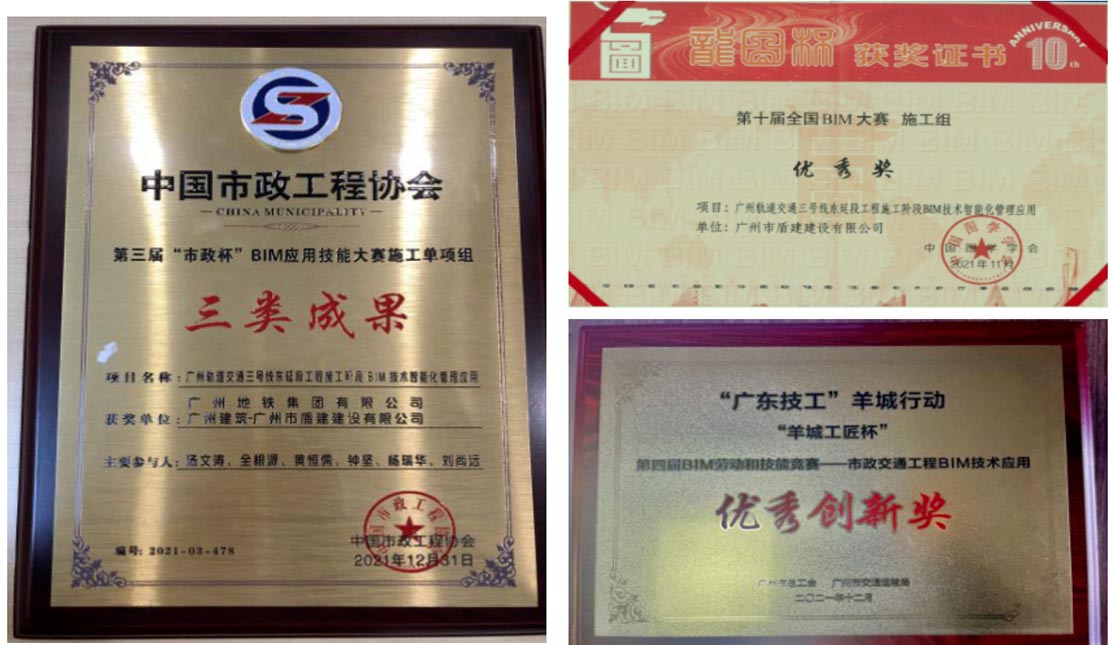 中国市政工程协会
CHINA MUNICIPALITY
第三届“市政杯”BIM应用技能大赛施工单项组
三类成果
项目名称：广州轨道交通三号线东延段工程施工阶段BIM技术智能化管理应用
广州地铁集团有限公司
获奖单位：广州建筑-广州市盾建建设有限公司
主要参与人：汤文涛、全根源、黄恒儒、钟坚、杨瑞华、刘尚远
中国市政工程协会
编号：2021-03-478
2021年12月31日
圖
龍图杯 获奖证书
ANNIVERSARY
10th
第十届全国BIM大赛 施工组
优秀奖
项目：广州轨道交通三号线东延段工程施工阶段BIM技术智能化管理应用
单位：广州市盾建建设有限公司
中国图学学会
2021年11月
“广东技工”羊城行动
“羊城工匠杯”
第四届BIM劳动和技能竞赛——市政交通工程BIM技术应用
优秀创新奖
广州市总工会 广州市交通运输局
二〇二一年十二月